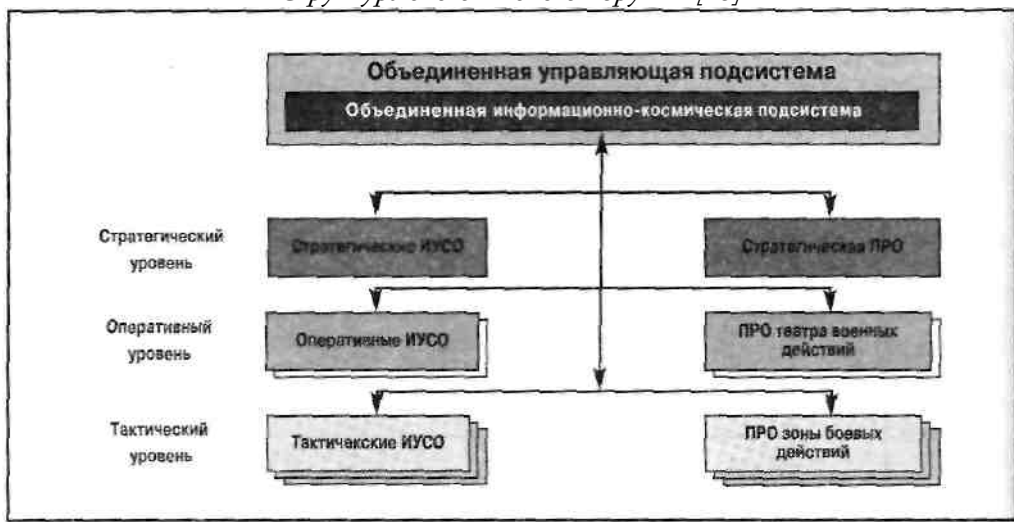 Объединенная управляющая подсистема
Объединенная информационно-космическая подсистема
Стратегический
уровень
Стратегические ИУСО
Стратегическая ПРО
Оперативный
уровень
Оперативные ИУСО
ПРО театра военных
действий
Тактический
уровень
Тактичекские ИУСО
ПРО зоны боевых
действий